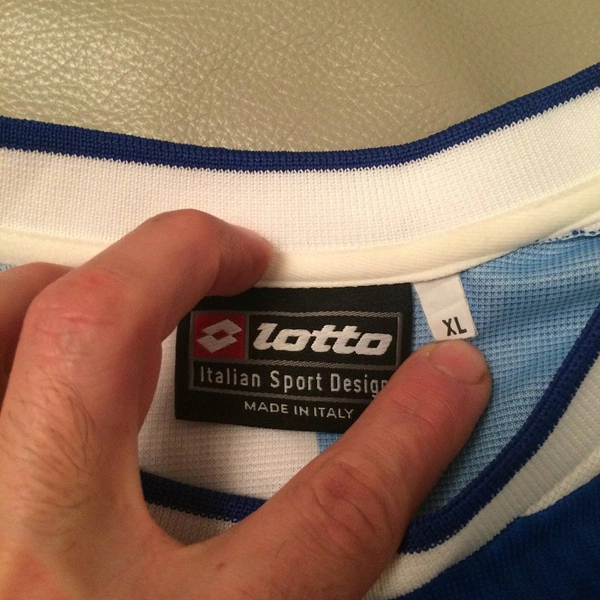 lotto
XL
Italian Sport Design
MADE IN ITALY